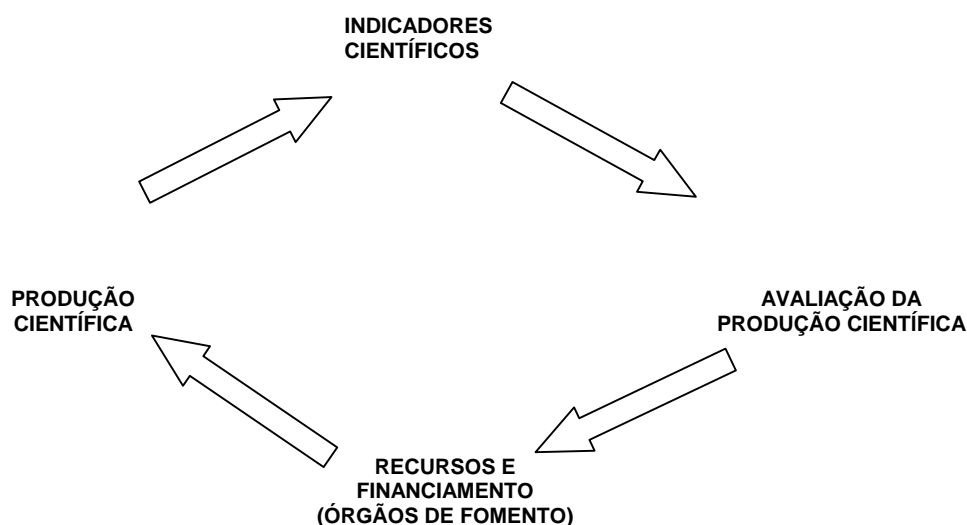 INDICADORES
CIENTÍFICOS
PRODUÇÃO
CIENTÍFICA
AVALIAÇÃO DA
PRODUÇÃO CIENTÍFICA
RECURSOS E
FINANCIAMENTO
(ÓRGÃOS DE FOMENTO)